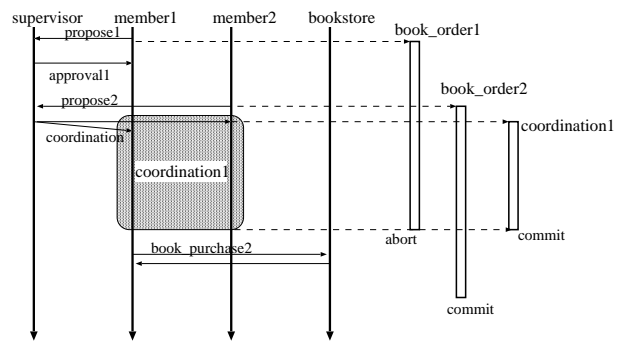 supervisor member1 member2 bookstore
propose1
book_order1
approval1
propose2
book_order2
coordination
coordination1
coordination1
book_purchase2
abort
commit
commit